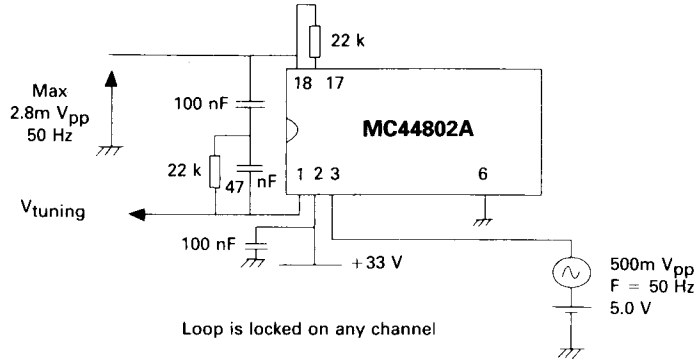 22 k
18 17
Max
2.8m Vpp
50 Hz
100 nF
MC44802A
22 k
47 nF
1 2 3 6
Vtuning
100 nF
+33 V
500m Vpp
F = 50 Hz
5.0 V
Loop is locked on any channel